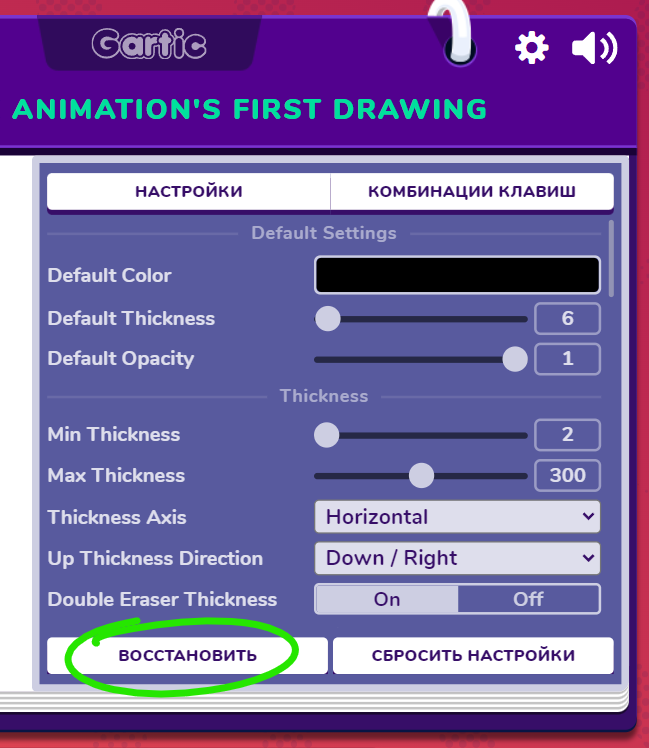 Gartic
ANIMATION'S FIRST DRAWING
НАСТРОЙКИ КОМБИНАЦИИ КЛАВИШ
Default Settings
Default Color
Default Thickness 6
Default Opacity 1
Thickness
Min Thickness 2
Max Thickness 300
Thickness Axis Horizontal
Up Thickness Direction Down / Right
Double Eraser Thickness On Off
ВОССТАНОВИТЬ СБРОСИТЬ НАСТРОЙКИ